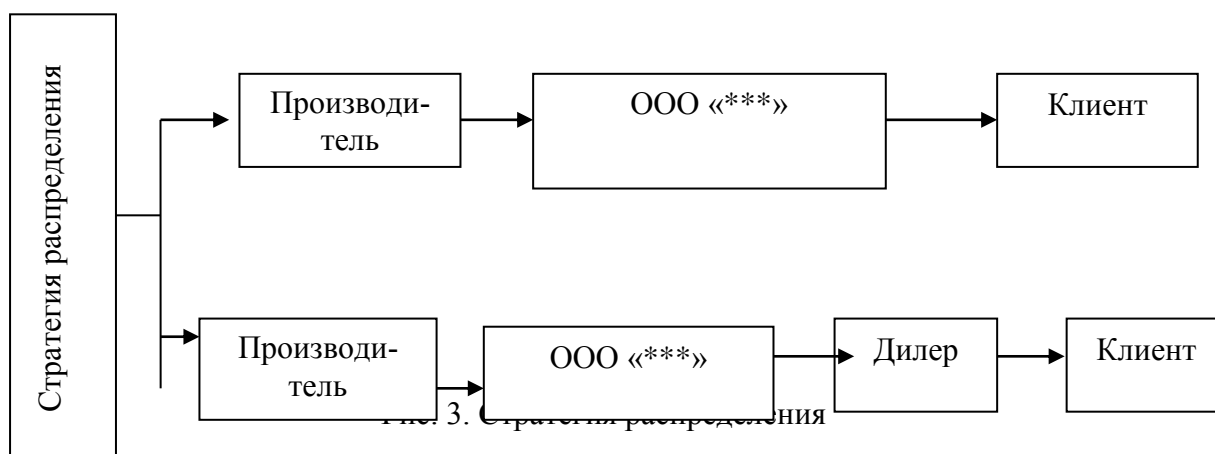 Стратегия распределения
Производи-
тель
ООО «***»
Клиент
Производи-
тель
ООО «***»
Дилер
Клиент
Рис. 3. Стратегия распределения